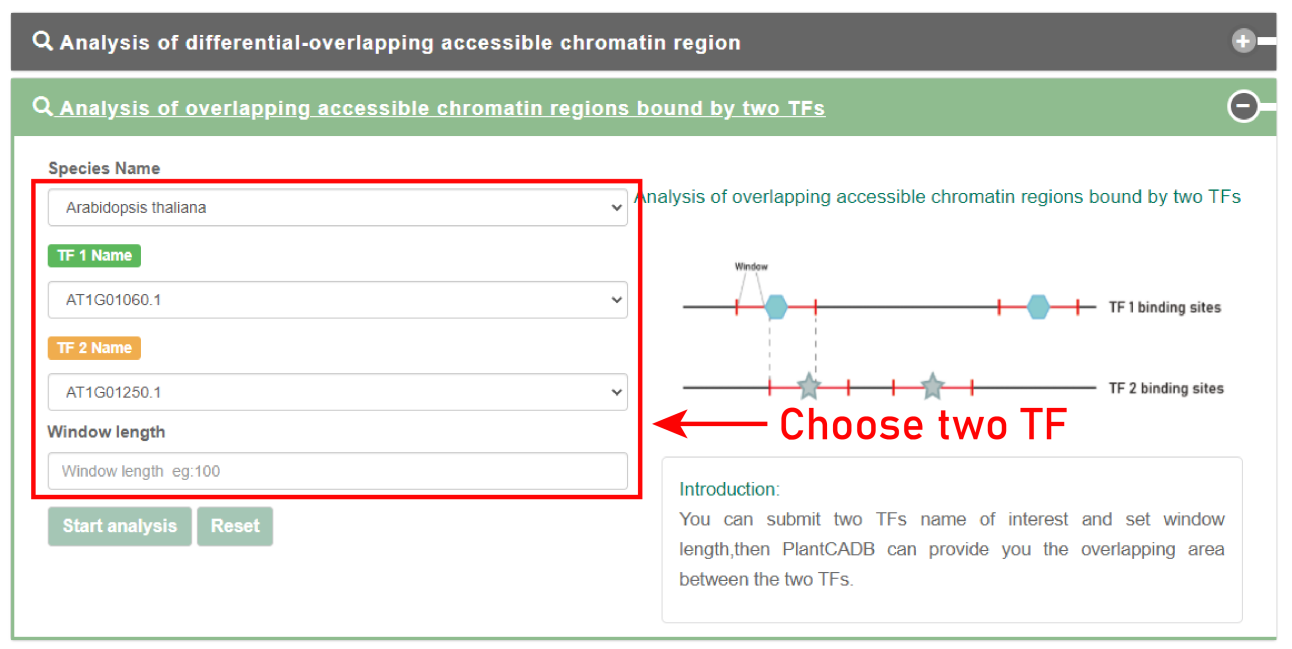 Analysis of differential-overlapping accessible chromatin region
Analysis of overlapping accessible chromatin regions bound by two TFs
Species Name
Arabidopsis thaliana
TF 1 Name
AT1G01060.1
TF 2 Name
AT1G01250.1
Window length
Window length eg:100
Start analysis Reset
Analysis of overlapping accessible chromatin regions bound by two TFs
Window
TF 1 binding sites
TF 2 binding sites
Choose two TF
Introduction:
You can submit two TFs name of interest and set window
length,then PlantCADB can provide you the overlapping area
between the two TFs.